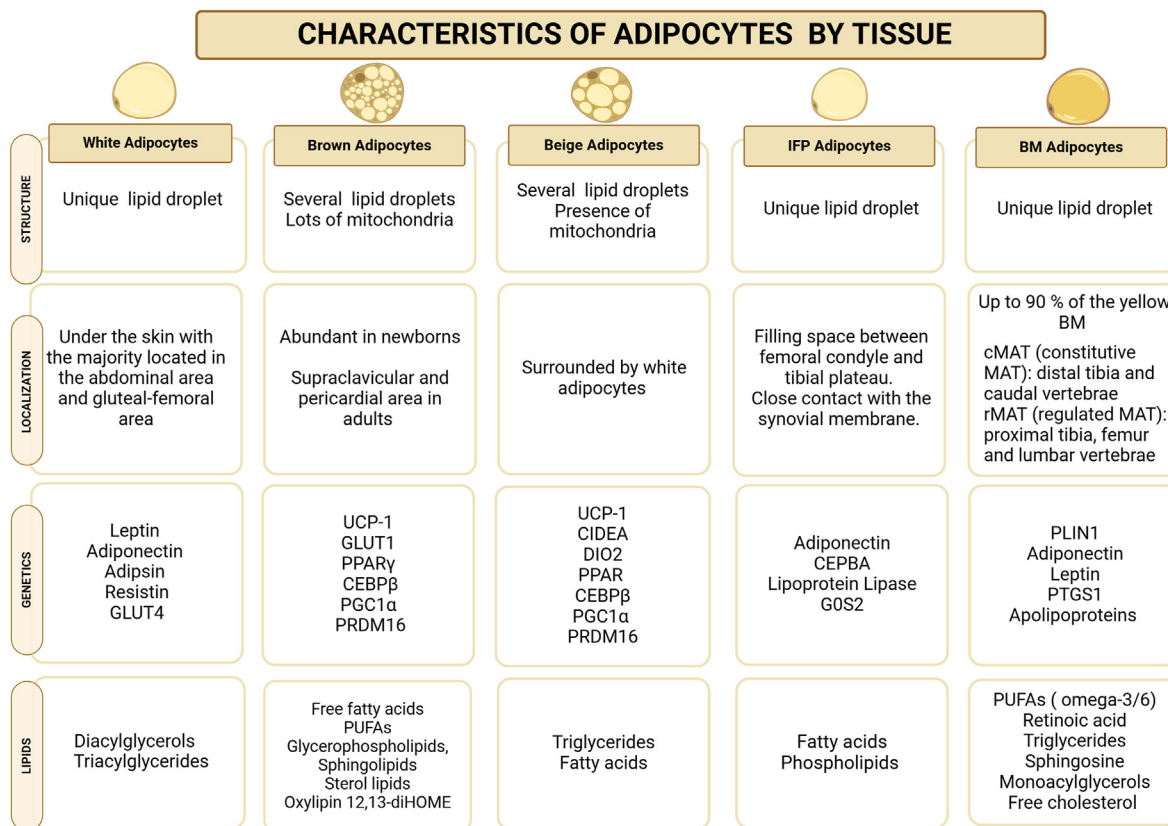 CHARACTERISTICS OF ADIPOCYTES BY TISSUE
White Adipocytes
Brown Adipocytes
Beige Adipocytes
IFP Adipocytes
BM Adipocytes
STRUCTURE
Unique lipid droplet
Several lipid droplets
Lots of mitochondria
Several lipid droplets
Presence of
mitochondria
Unique lipid droplet
Unique lipid droplet
LOCALIZATION
Under the skin with
the majority located in
the abdominal area
and gluteal-femoral
area
Abundant in newborns
Supraclavicular and
pericardial area in
adults
Surrounded by white
adipocytes
Filling space between
femoral condyle and
tibial plateau.
Close contact with the
synovial membrane.
Up to 90 % of the yellow
BM
cMAT (constitutive
MAT): distal tibia and
caudal vertebrae
rMAT (regulated MAT):
proximal tibia, femur
and lumbar vertebrae
GENETICS
Leptin
Adiponectin
Adipsin
Resistin
GLUT4
UCP-1
GLUT1
PPARγ
CEBPβ
PGC1α
PRDM16
UCP-1
CIDEA
DIO2
PPAR
CEBPβ
PGC1α
PRDM16
Adiponectin
CEPBA
Lipoprotein Lipase
G0S2
PLIN1
Adiponectin
Leptin
PTGS1
Apolipoproteins
LIPIDS
Diacylglycerols
Triacylglycerides
Free fatty acids
PUFAs
Glycerophospholipids,
Sphingolipids
Sterol lipids
Oxylipin 12,13-diHOME
Triglycerides
Fatty acids
Fatty acids
Phospholipids
PUFAs ( omega-3/6)
Retinoic acid
Triglycerides
Sphingosine
Monoacylglycerols
Free cholesterol